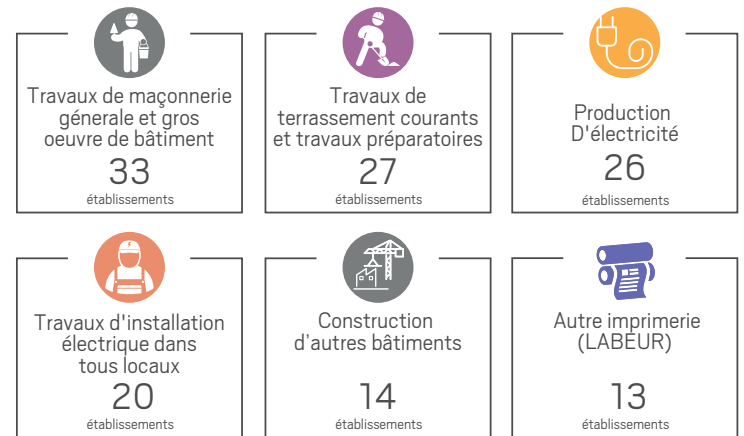 Travaux de maçonnerie
génerale et gros
oeuvre de bâtiment
33
établissements
Travaux de
terrassement courants
et travaux préparatoires
27
établissements
Production
D'électricité
26
établissements
Travaux d'installation
électrique dans
tous locaux
20
établissements
Construction
d'autres bâtiments
14
établissements
Autre imprimerie
(LABEUR)
13
établissements